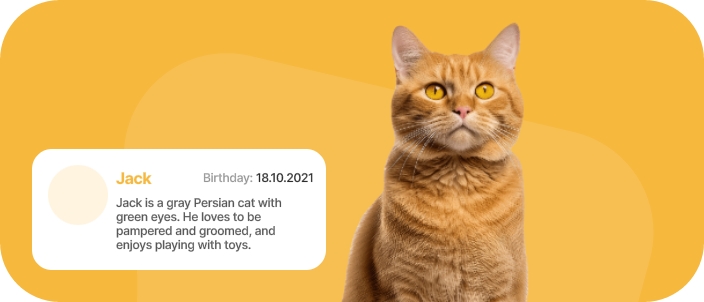 Jack
Birthday: 18.10.2021
Jack is a gray Persian cat with
green eyes. He loves to be
pampered and groomed, and
enjoys playing with toys.